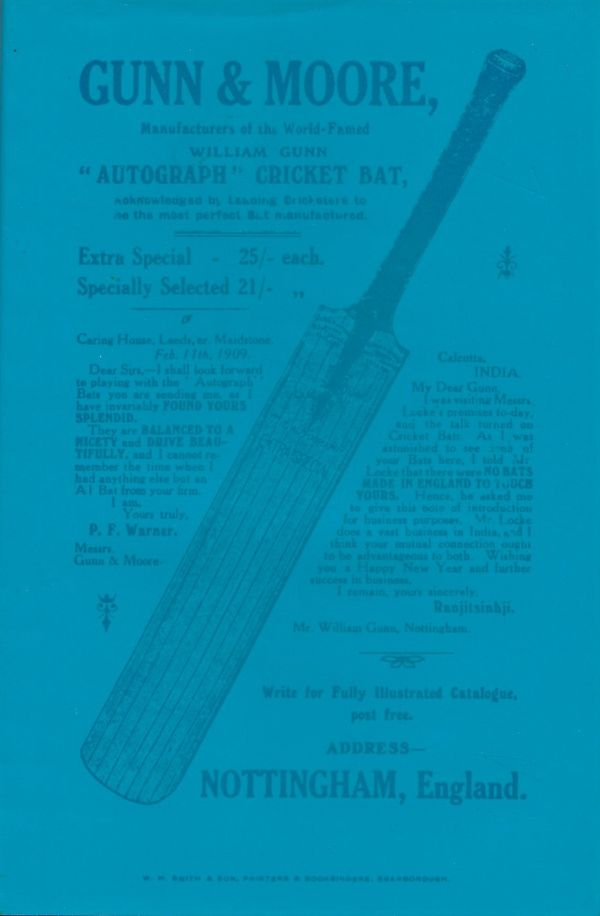 GUNN & MOORE,
Manufacturers of the World-Famed
WILLIAM GUNN
"AUTOGRAPH" CRICKET BAT,
Acknowledged by Leading Cricketers to
be the most perfect Bat manufactured.
Extra Special - 25/- each.
Specially Selected 21/- „
Caring House, Leeds, nr. Maidstone.
Feb. 11th, 1909.
Dear Sirs,—I shall look forward
to playing with the "Autograph"
Bats you are sending me, as I
have invariably FOUND YOURS
SPLENDID.
They are BALANCED TO A
NICETY and DRIVE BEAU-
TIFULLY, and I cannot re-
member the time when I
had anything else but an
A1 Bat from your firm.
I am,
Yours truly,
P. F. Warner.
Messrs.
Gunn & Moore.
Calcutta,
INDIA.
My Dear Gunn,
I was visiting Messrs.
Locke's premises to-day,
and the talk turned on
Cricket Bats. As I was
astonished to see none of
your Bats here, I told Mr.
Locke that there were NO BATS
MADE IN ENGLAND TO TOUCH
YOURS. Hence, he asked me
to give this note of introduction
for business purposes. Mr. Locke
does a vast business in India, and I
think your mutual connection ought
to be advantageous to both. Wishing
you a Happy New Year and further
success in business.
I remain, yours sincerely,
Ranjitsinhji.
Mr. William Gunn, Nottingham.
Write for Fully Illustrated Catalogue,
post free.
ADDRESS—
NOTTINGHAM, England.
W. H. SMITH & SON, PRINTERS & BOOKBINDERS, SCARBOROUGH.